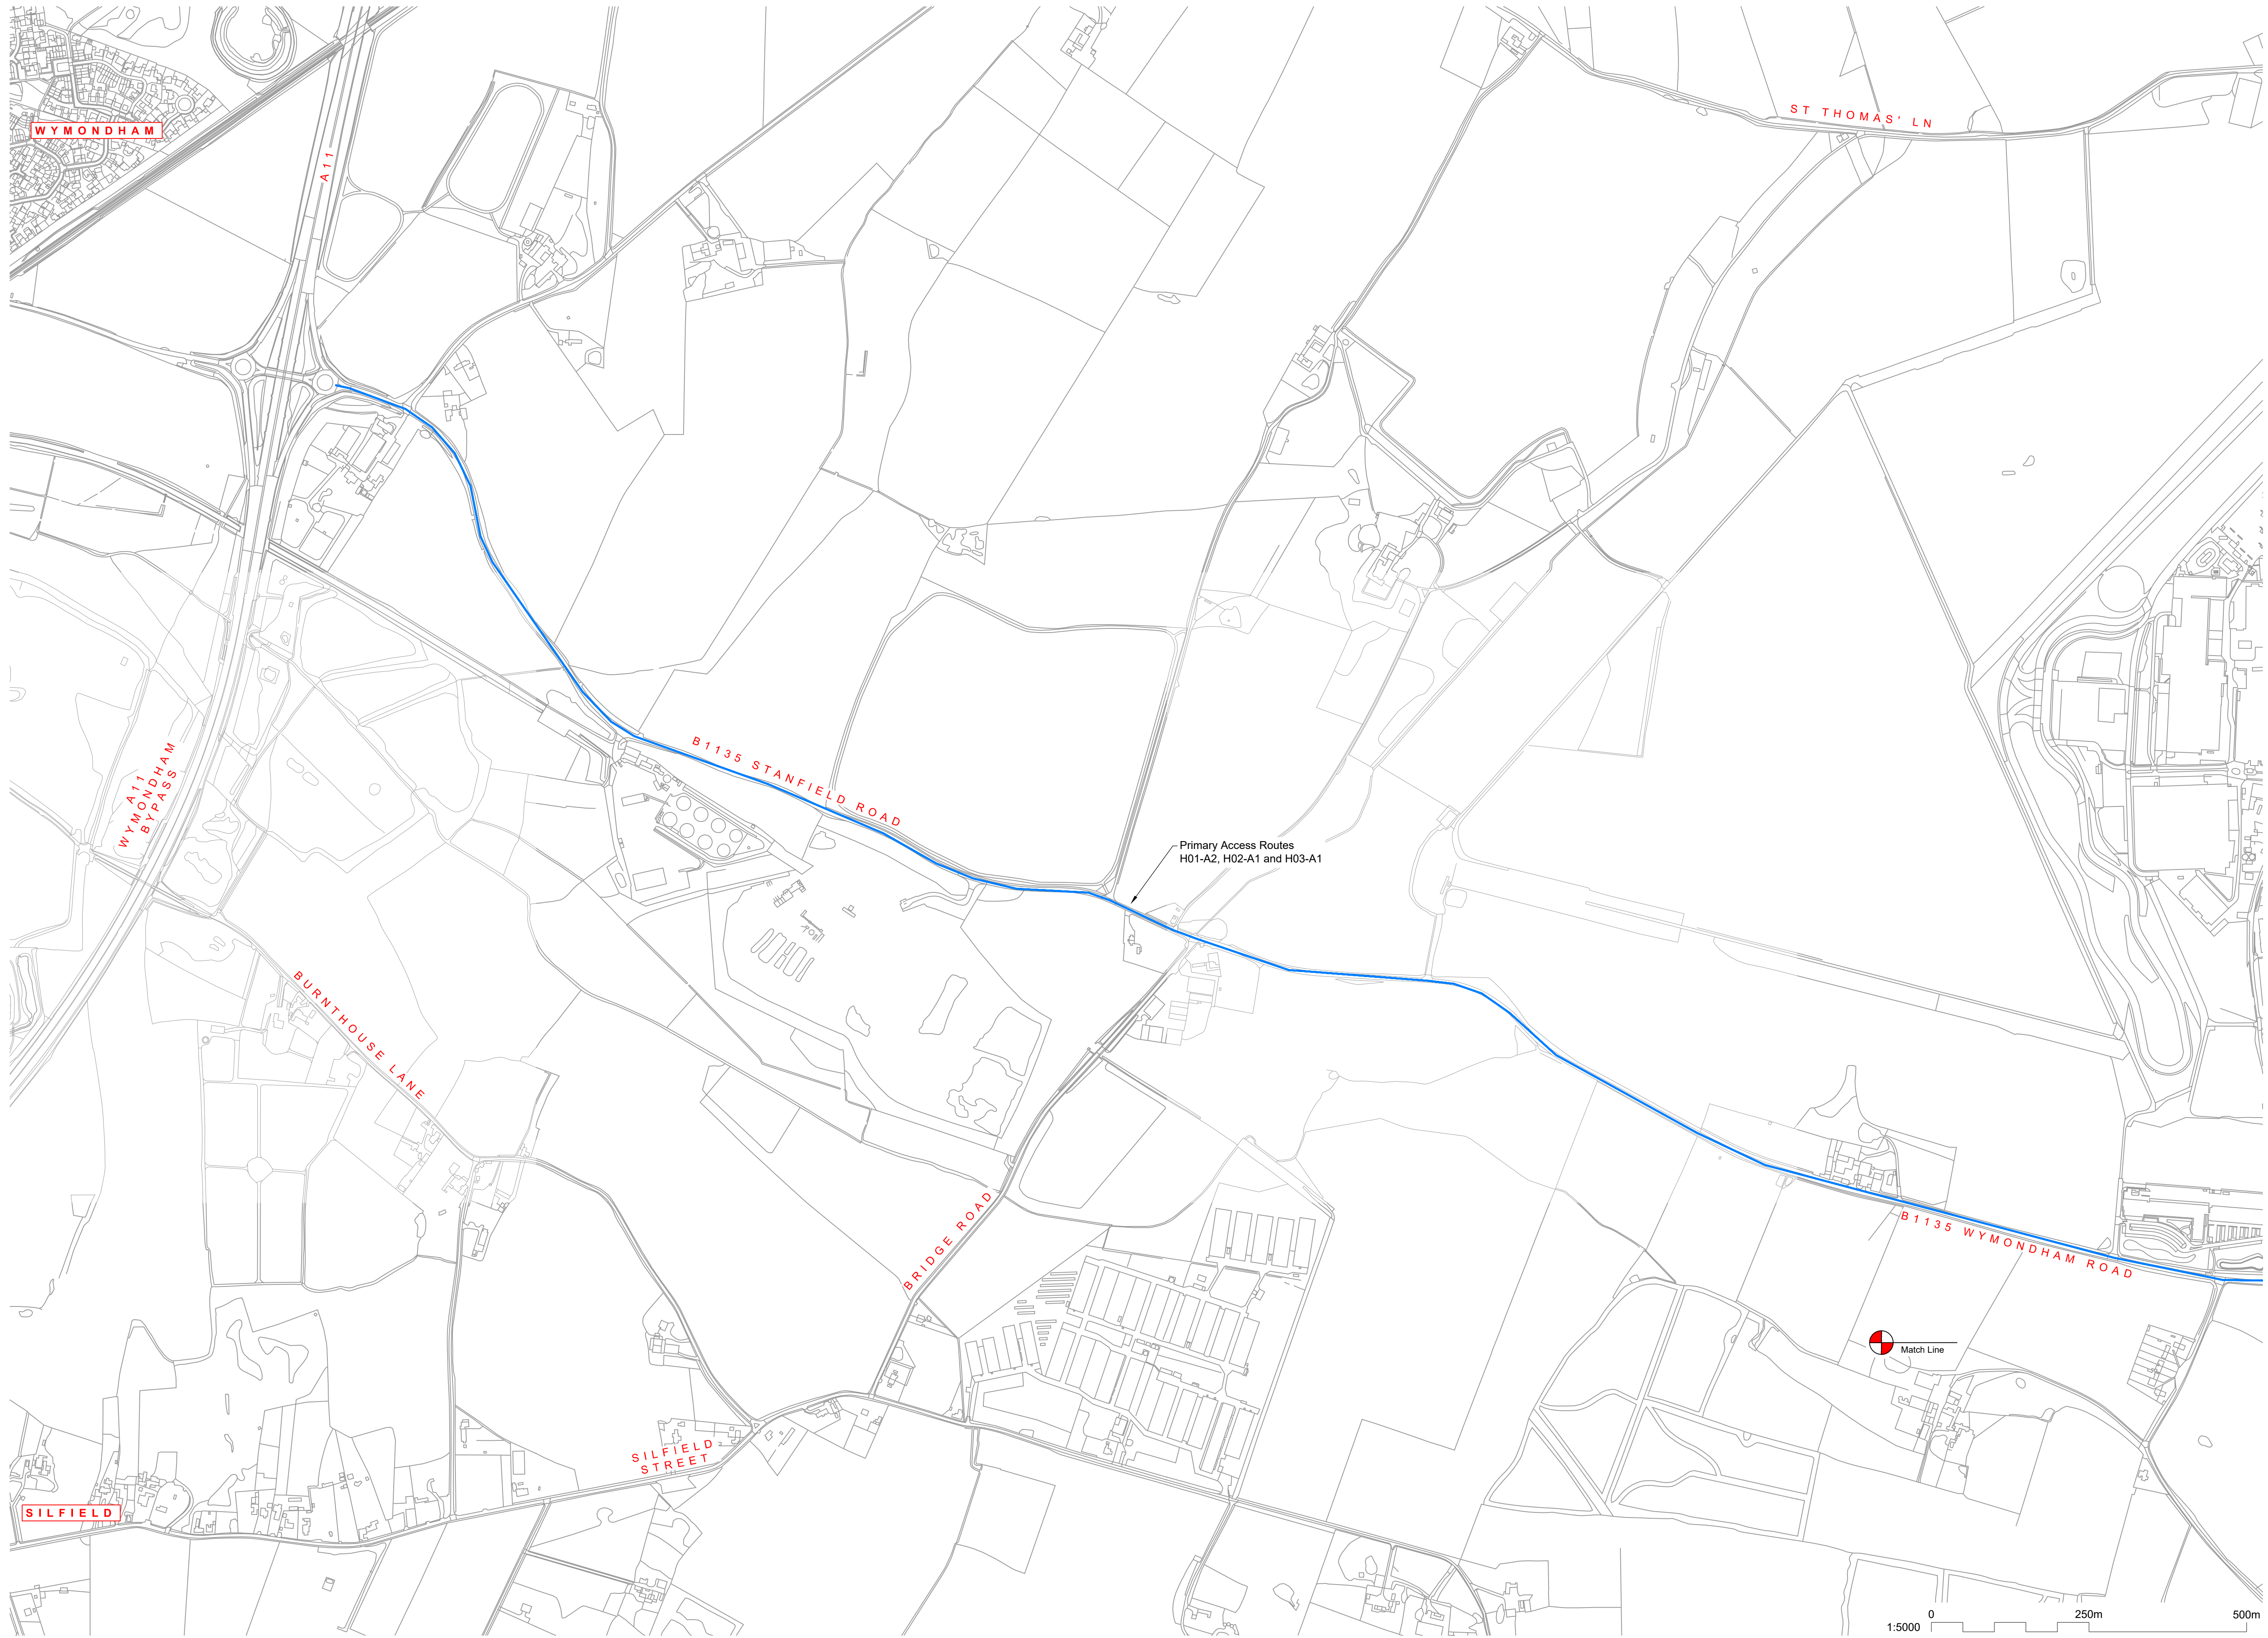 ST THOMAS' LN
WYMONDHAM
A11
B1135 STANFIELD ROAD
A11
WYMONDHAM
BYPASS
Primary Access Routes
H01-A2, H02-A1 and H03-A1
BURNTHOUSE LANE
BRIDGE ROAD
B1135 WYMONDHAM ROAD
Match Line
SILFIELD
STREET
SILFIELD
0 250m 500m
1:5000